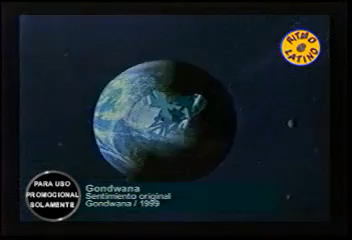 RITMO
LATINO
PARA USO
PROMOCIONAL
SOLAMENTE
Gondwana
Sentimiento original
Gondwana / 1999